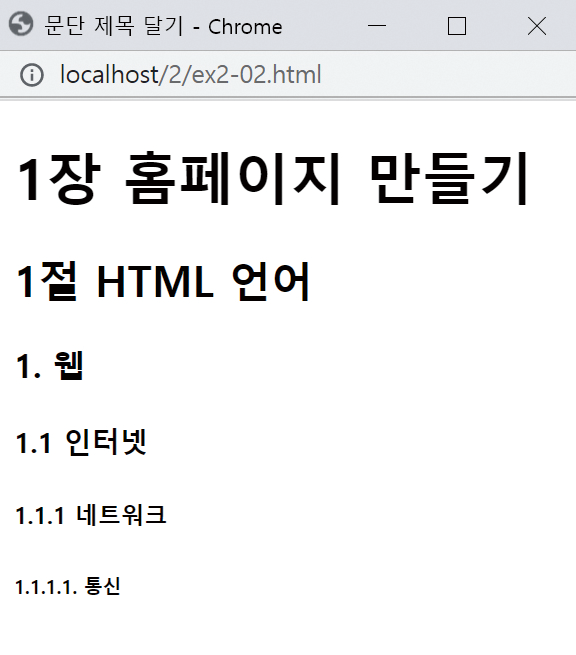 문단 제목 달기 - Chrome
localhost/2/ex2-02.html
1장 홈페이지 만들기
1절 HTML 언어
1. 웹
1.1 인터넷
1.1.1 네트워크
1.1.1.1. 통신